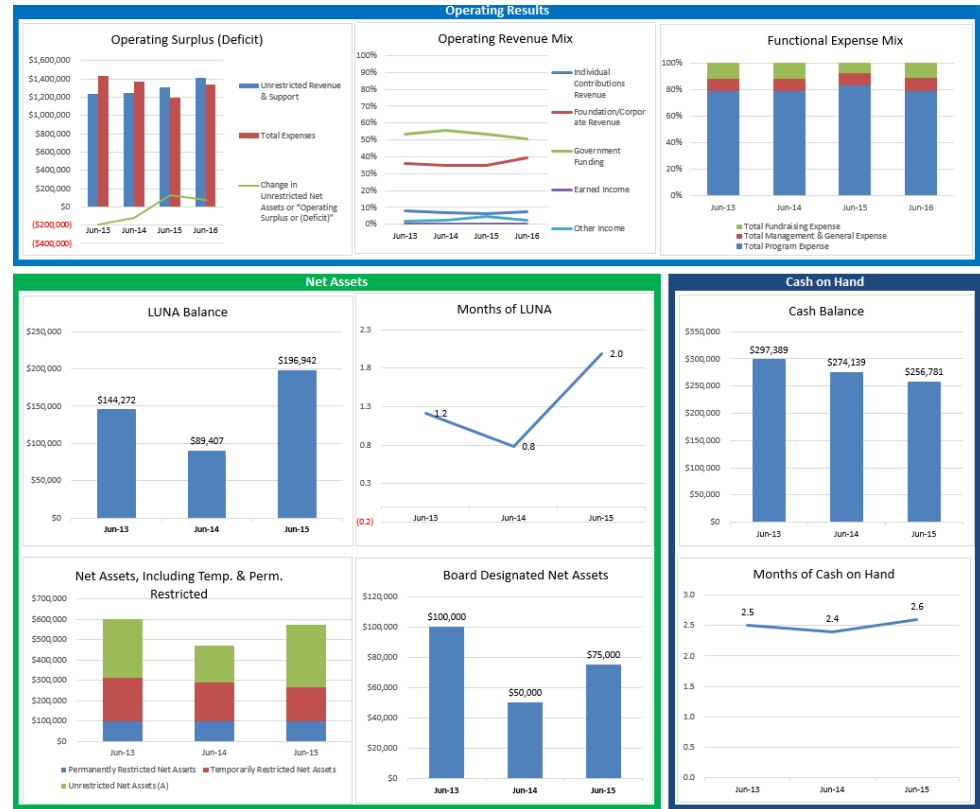 Operating Results
Operating Surplus (Deficit)
$1,600,000
$1,400,000
$1,200,000
$1,000,000
$800,000
$600,000
$400,000
$200,000
$0
($200,000)
($400,000)
Jun-13 Jun-14 Jun-15 Jun-16
Unrestricted Revenue
& Support
Total Expenses
Change in
Unrestricted Net
Assets or "Operating
Surplus or (Deficit)"
Operating Revenue Mix
100%
90%
80%
70%
60%
50%
40%
30%
20%
10%
0%
Jun-13 Jun-14 Jun-15 Jun-16
Individual
Contributions
Revenue
Foundation/Corpor
ate Revenue
Government
Funding
Earned Income
Other Income
Functional Expense Mix
100%
80%
60%
40%
20%
0%
Jun-13 Jun-14 Jun-15 Jun-16
Total Fundraising Expense
Total Management & General Expense
Total Program Expense
Net Assets
LUNA Balance
$250,000
$200,000
$150,000
$100,000
$50,000
$0
$144,272
$89,407
$196,942
Jun-13 Jun-14 Jun-15
Months of LUNA
2.3
1.8
1.3
0.8
0.3
(0.2)
1.2
0.8
2.0
Jun-13 Jun-14 Jun-15
Net Assets, Including Temp. & Perm.
Restricted
$700,000
$600,000
$500,000
$400,000
$300,000
$200,000
$100,000
$0
Jun-13 Jun-14 Jun-15
Permanently Restricted Net Assets Temporarily Restricted Net Assets
Unrestricted Net Assets (A)
Board Designated Net Assets
$120,000
$100,000
$80,000
$60,000
$40,000
$20,000
$0
$100,000
$50,000
$75,000
Jun-13 Jun-14 Jun-15
Cash on Hand
Cash Balance
$350,000
$300,000
$250,000
$200,000
$150,000
$100,000
$50,000
$0
$297,389
$274,139
$256,781
Jun-13 Jun-14 Jun-15
Months of Cash on Hand
3.0
2.5
2.0
1.5
1.0
0.5
0.0
2.5
2.4
2.6
Jun-13 Jun-14 Jun-15